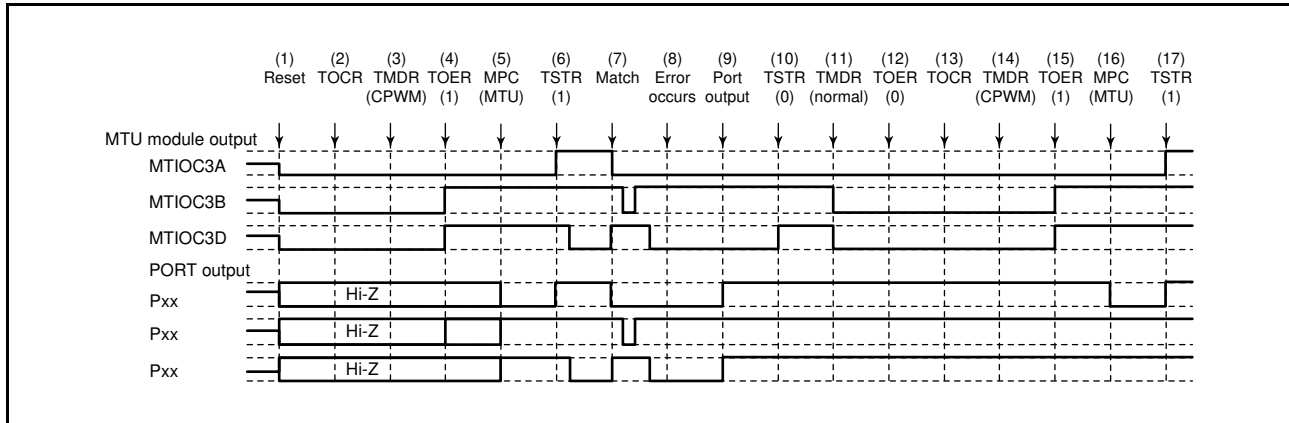 (1) (2) (3) (4) (5) (6) (7) (8) (9) (10) (11) (12) (13) (14) (15) (16) (17)
Reset TOCR TMDR TOER MPC TSTR Match Error Port TSTR TMDR TOER TOCR TMDR TOER MPC TSTR
(CPWM) (1) (MTU) (1) occurs output (0) (normal) (0) (CPWM) (1) (MTU) (1)
MTU module output
MTIOC3A
MTIOC3B
MTIOC3D
PORT output
Pxx Hi-Z
Pxx Hi-Z
Pxx Hi-Z